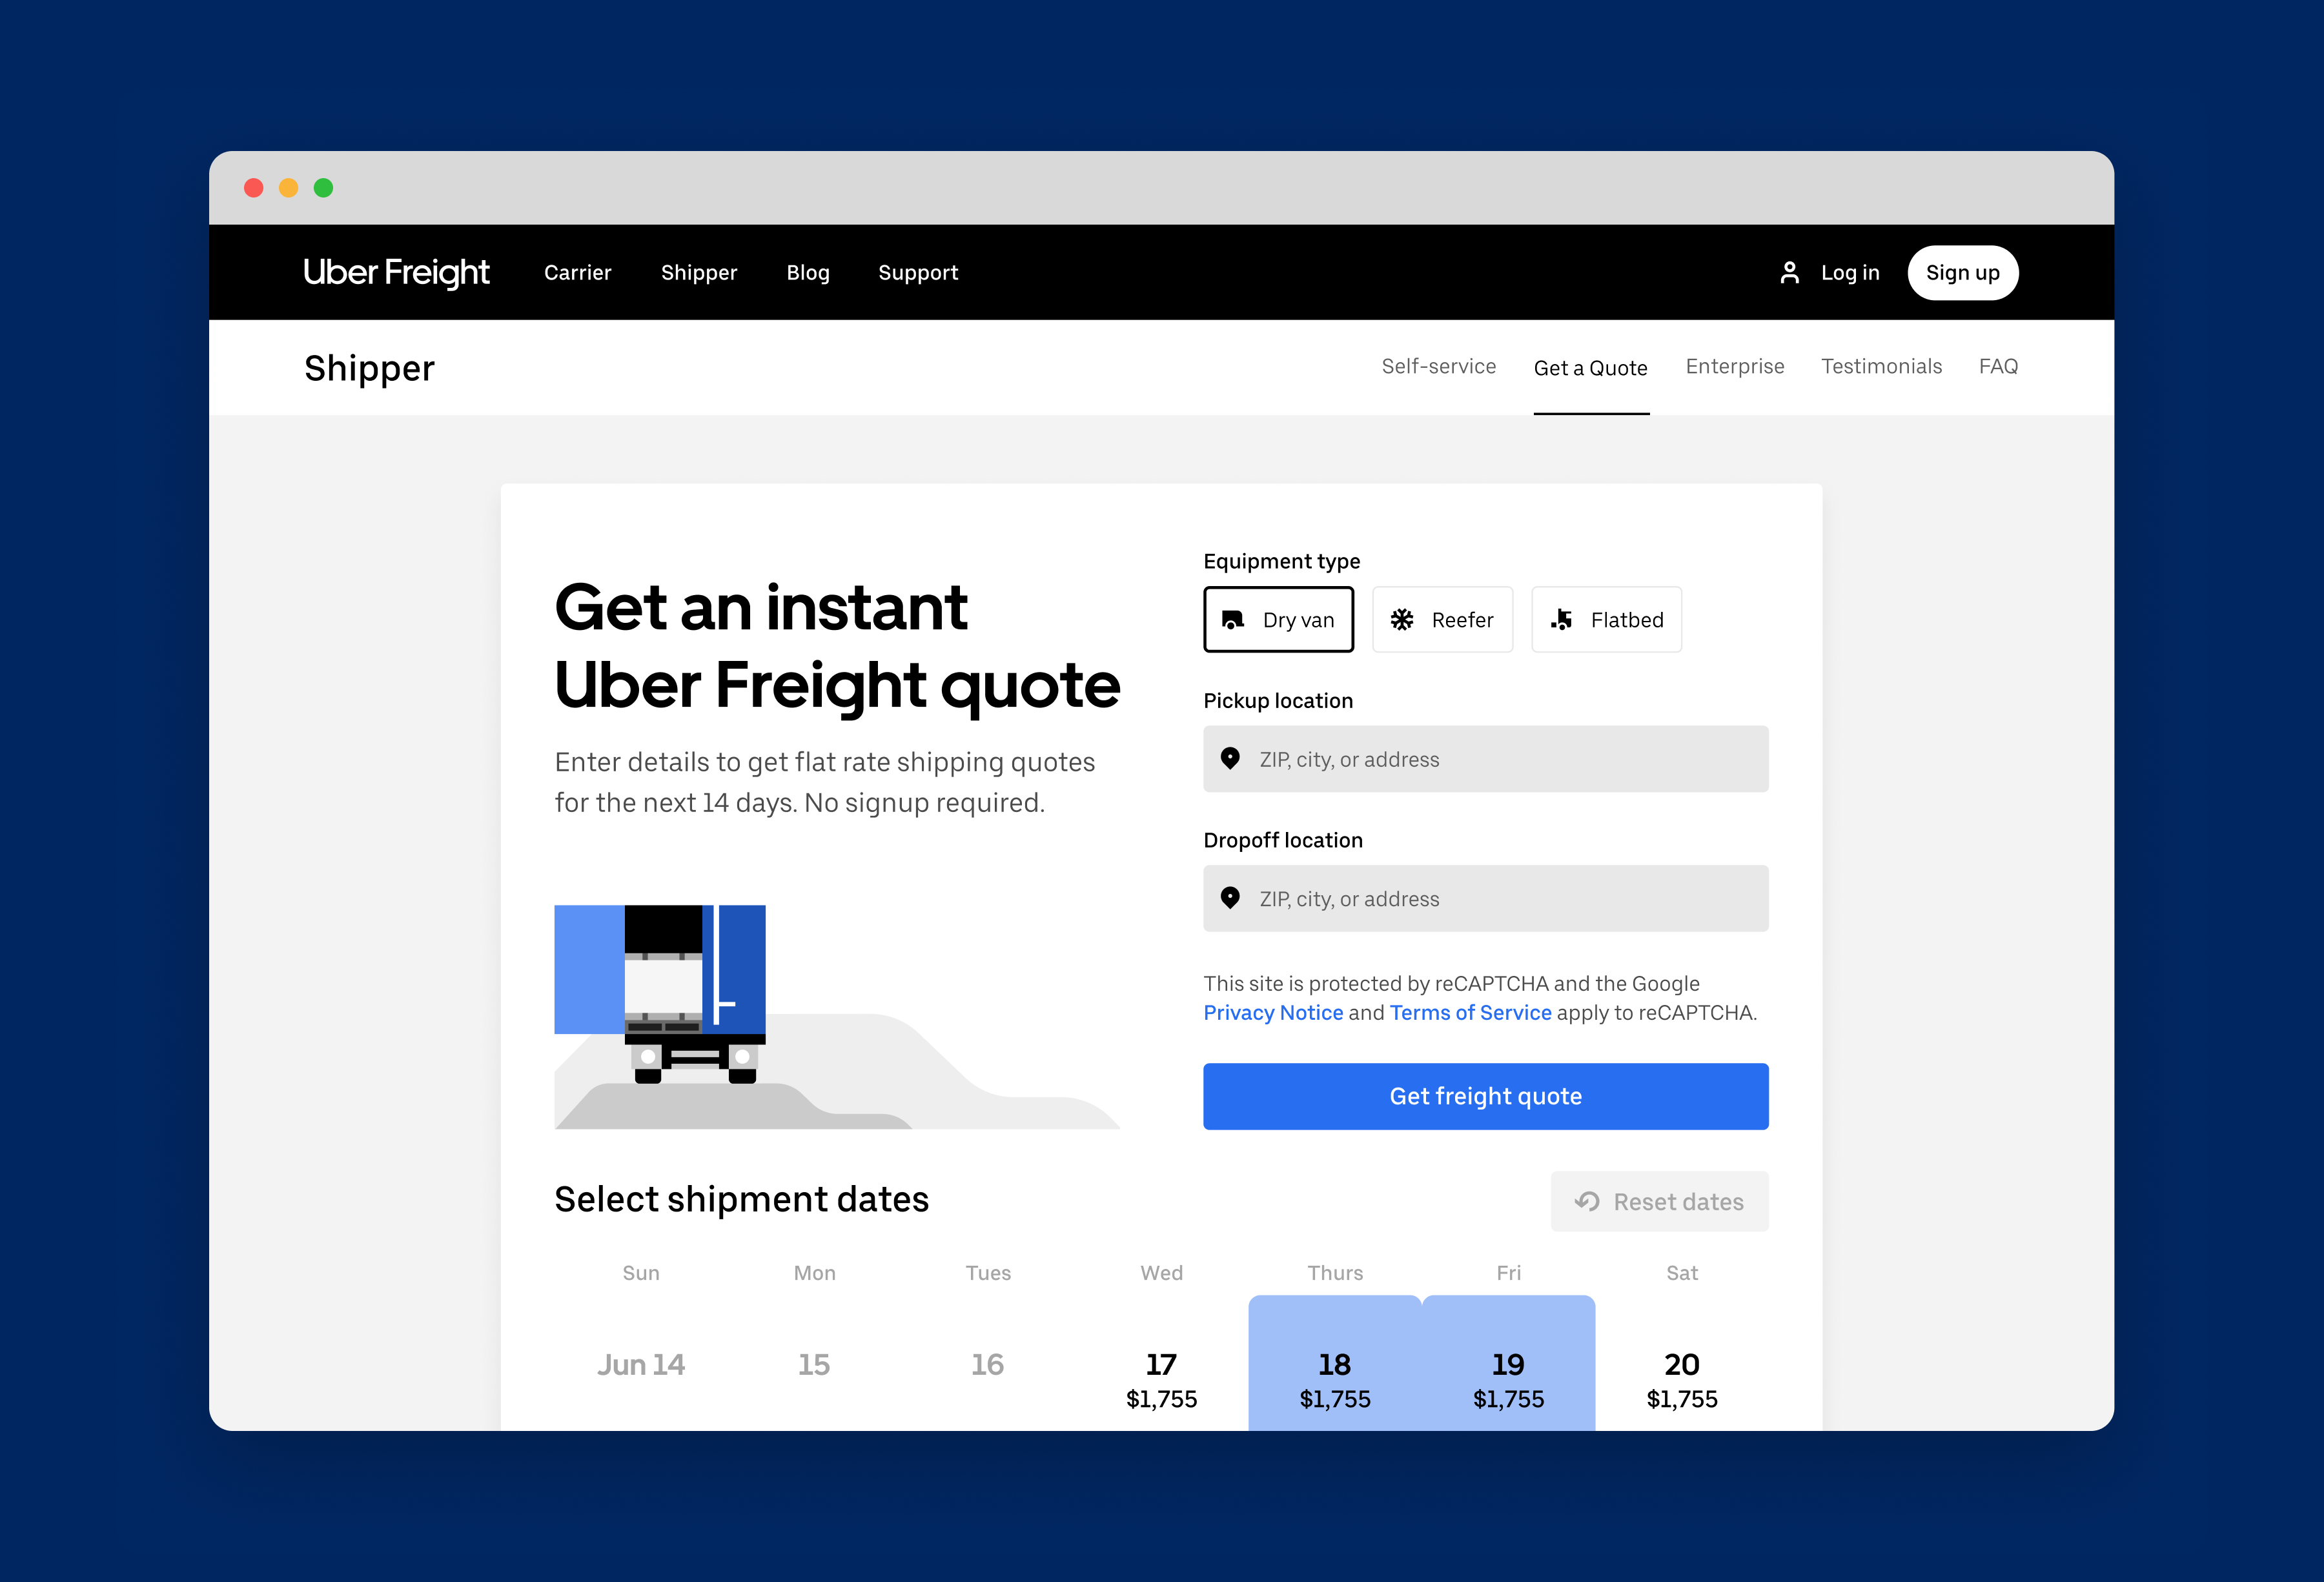 Uber Freight
Carrier
Shipper
Blog
Support
Log in
Sign up
Shipper
Self-service
Get a Quote
Enterprise
Testimonials
FAQ
Get an instant
Uber Freight quote
Enter details to get flat rate shipping quotes
for the next 14 days. No signup required.
Equipment type
Dry van
Reefer
Flatbed
Pickup location
ZIP, city, or address
Dropoff location
ZIP, city, or address
This site is protected by reCAPTCHA and the Google
Privacy Notice and Terms of Service apply to reCAPTCHA.
Get freight quote
Select shipment dates
Reset dates
Sun Mon Tues Wed Thurs Fri Sat
Jun 14 15 16 17 18 19 20
$1,755 $1,755 $1,755 $1,755